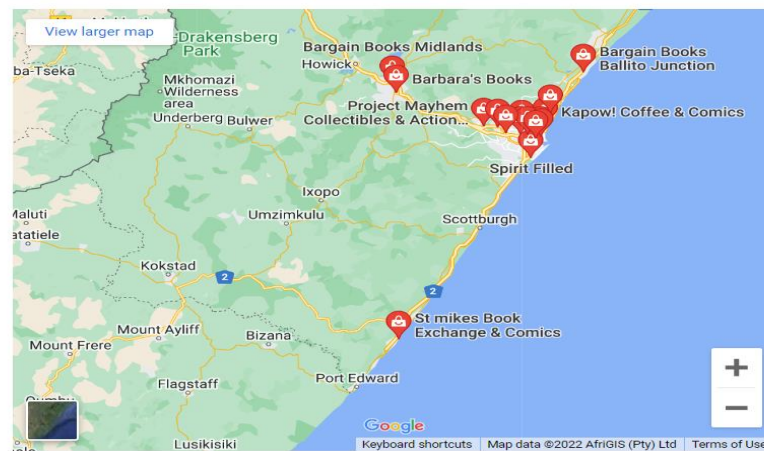 View larger map
Drakensberg
Park
ba-Tseka
Bargain Books Midlands
Howick
Barbara's Books
Bargain Books
Ballito Junction
Mkhomazi
Wilderness
area
Project Mayhem
Collectibles & Action...
Kapow! Coffee & Comics
Underberg
Bulwer
Spirit Filled
Ixopo
Maluti
Umzimkulu
Scottburgh
atatiele
Kokstad
2
2
St mikes Book
Exchange & Comics
Mount Ayliff
Mount Frere
Bizana
Flagstaff
Port Edward
Lusikisiki
Google
Keyboard shortcuts
Map data ©2022 AfriGIS (Pty) Ltd
Terms of Use